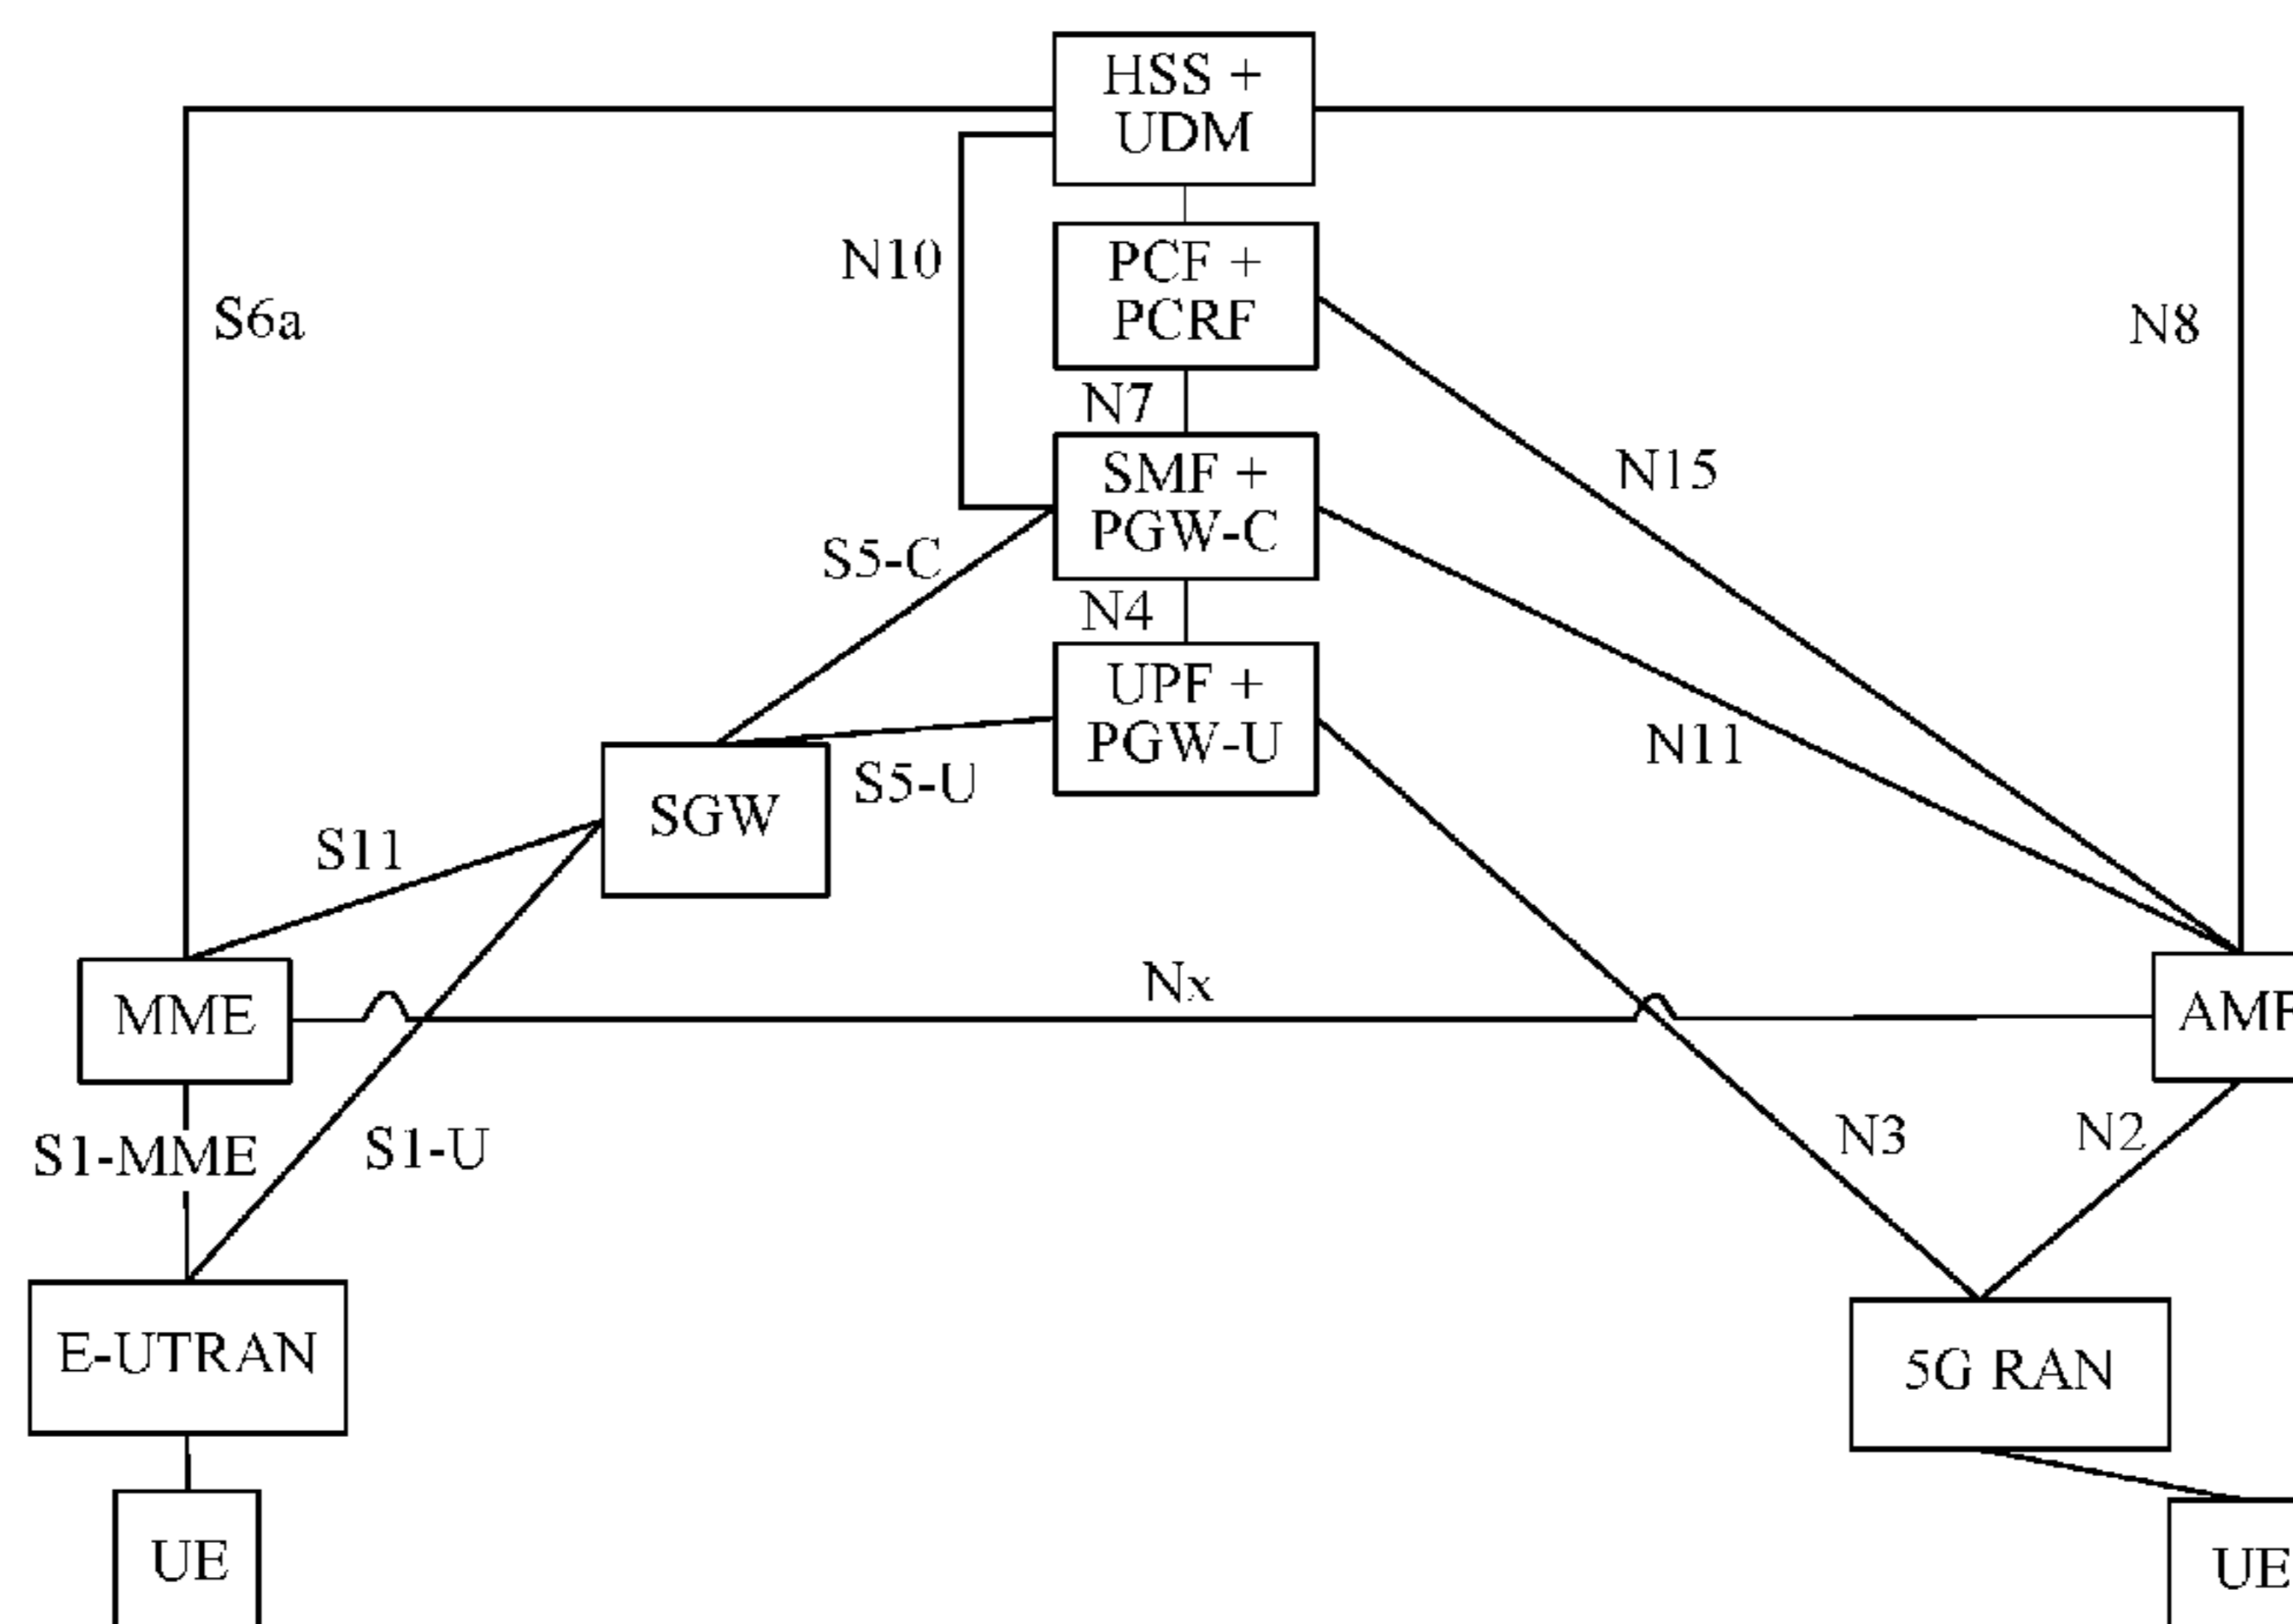 HSS +
UDM
N10
PCF +
PCRF
S6a
N8
N7
SMF +
PGW-C
N15
S5-C
N4
UPF +
PGW-U
N11
S5-U
SGW
S11
Nx
MME
AMF
S1-MME
S1-U
N3
N2
E-UTRAN
5G RAN
UE
UE